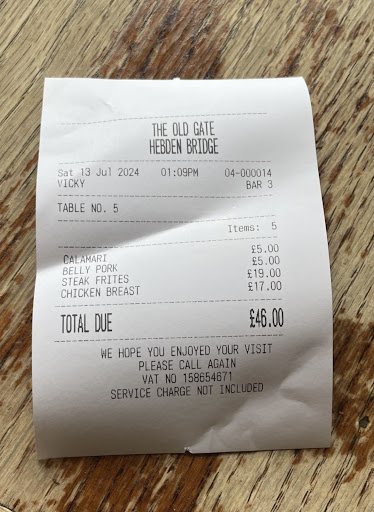 THE OLD GATE
HEBDEN BRIDGE
Sat 13 Jul 2024 01:09PM 04-000014
VICKY BAR 3
TABLE NO. 5
Items: 5
CALAMARI £5.00
BELLY PORK £5.00
STEAK FRITES £19.00
CHICKEN BREAST £17.00
TOTAL DUE £46.00
WE HOPE YOU ENJOYED YOUR VISIT
PLEASE CALL AGAIN
VAT NO 158654671
SERVICE CHARGE NOT INCLUDED